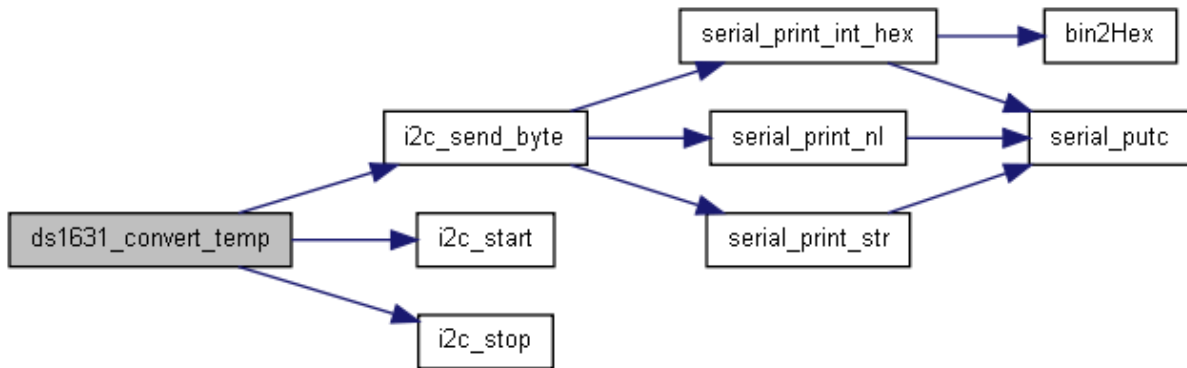 serial_print_int_hex
bin2Hex
i2c_send_byte
serial_print_nl
serial_putc
ds1631_convert_temp
i2c_start
serial_print_str
i2c_stop